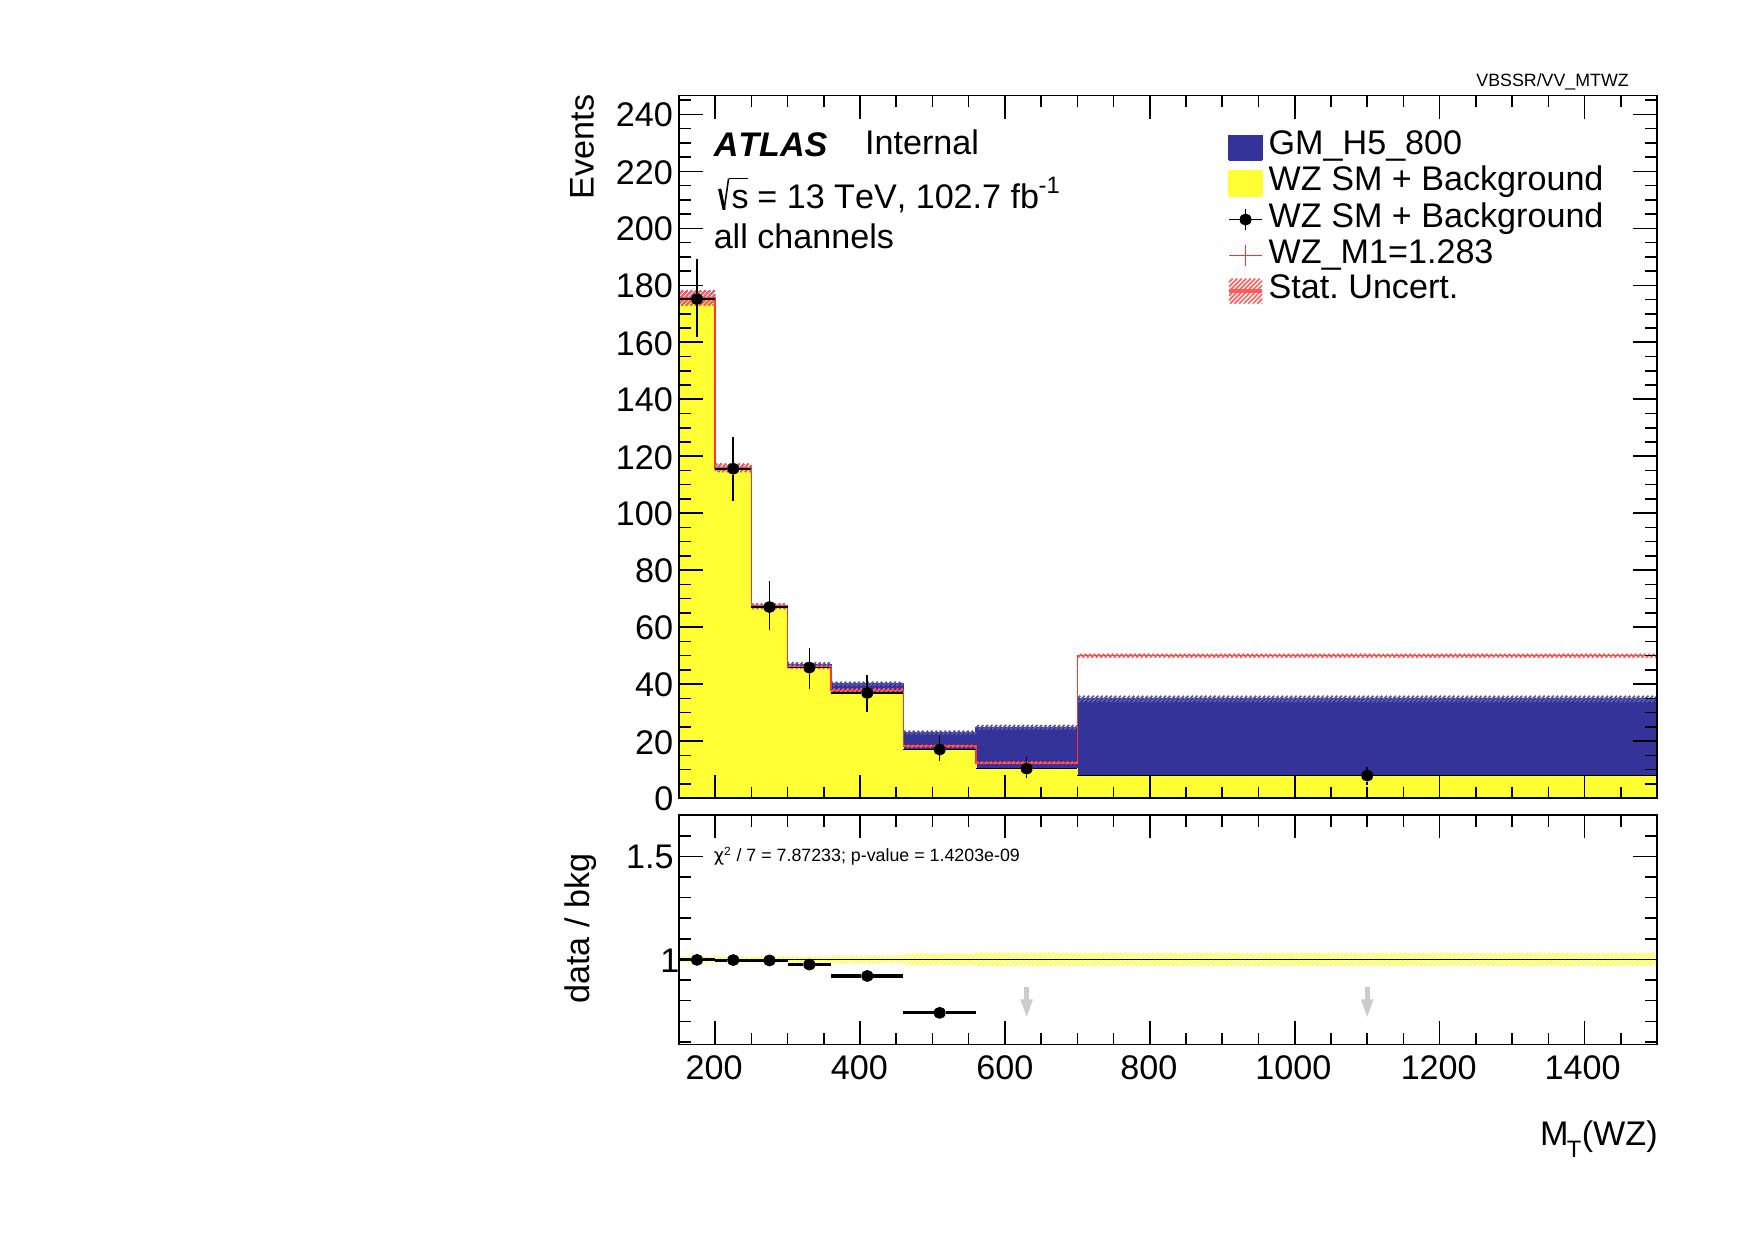 VBSSR/VV_MTWZ
Events
240
220
200
180
160
140
120
100
80
60
40
20
0
ATLAS Internal
√s = 13 TeV, 102.7 fb-1
all channels
GM_H5_800
WZ SM + Background
WZ SM + Background
WZ_M1=1.283
Stat. Uncert.
data / bkg
1.5
1
χ² / 7 = 7.87233; p-value = 1.4203e-09
200 400 600 800 1000 1200 1400
MT(WZ)